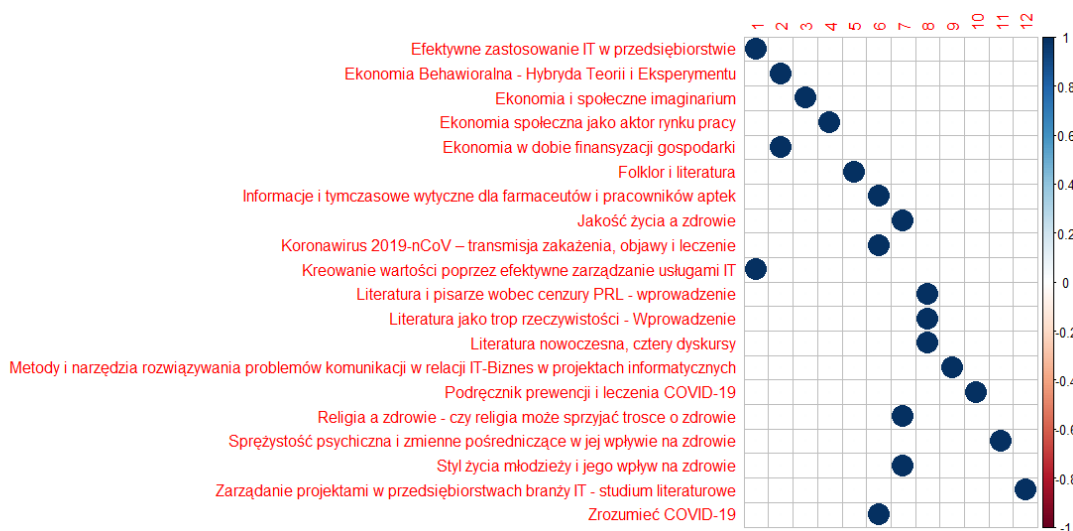 1 2 3 4 5 6 7 8 9 10 11 12
Efektywne zastosowanie IT w przedsiębiorstwie
Ekonomia Behawioralna - Hybryda Teorii i Eksperymentu
Ekonomia i społeczne imaginarium
Ekonomia społeczna jako aktor rynku pracy
Ekonomia w dobie finansyzacji gospodarki
Folklor i literatura
Informacje i tymczasowe wytyczne dla farmaceutów i pracowników aptek
Jakość życia a zdrowie
Koronawirus 2019-nCoV – transmisja zakażenia, objawy i leczenie
Kreowanie wartości poprzez efektywne zarządzanie usługami IT
Literatura i pisarze wobec cenzury PRL - wprowadzenie
Literatura jako trop rzeczywistości - Wprowadzenie
Literatura nowoczesna, cztery dyskursy
Metody i narzędzia rozwiązywania problemów komunikacji w relacji IT-Biznes w projektach informatycznych
Podręcznik prewencji i leczenia COVID-19
Religia a zdrowie - czy religia może sprzyjać trosce o zdrowie
Sprężystość psychiczna i zmienne pośredniczące w jej wpływie na zdrowie
Styl życia młodzieży i jego wpływ na zdrowie
Zarządanie projektami w przedsiębiorstwach branży IT - studium literaturowe
Zrozumieć COVID-19
1
0.8
0.6
0.4
0.2
0
-0.2
-0.4
-0.6
-0.8
-1